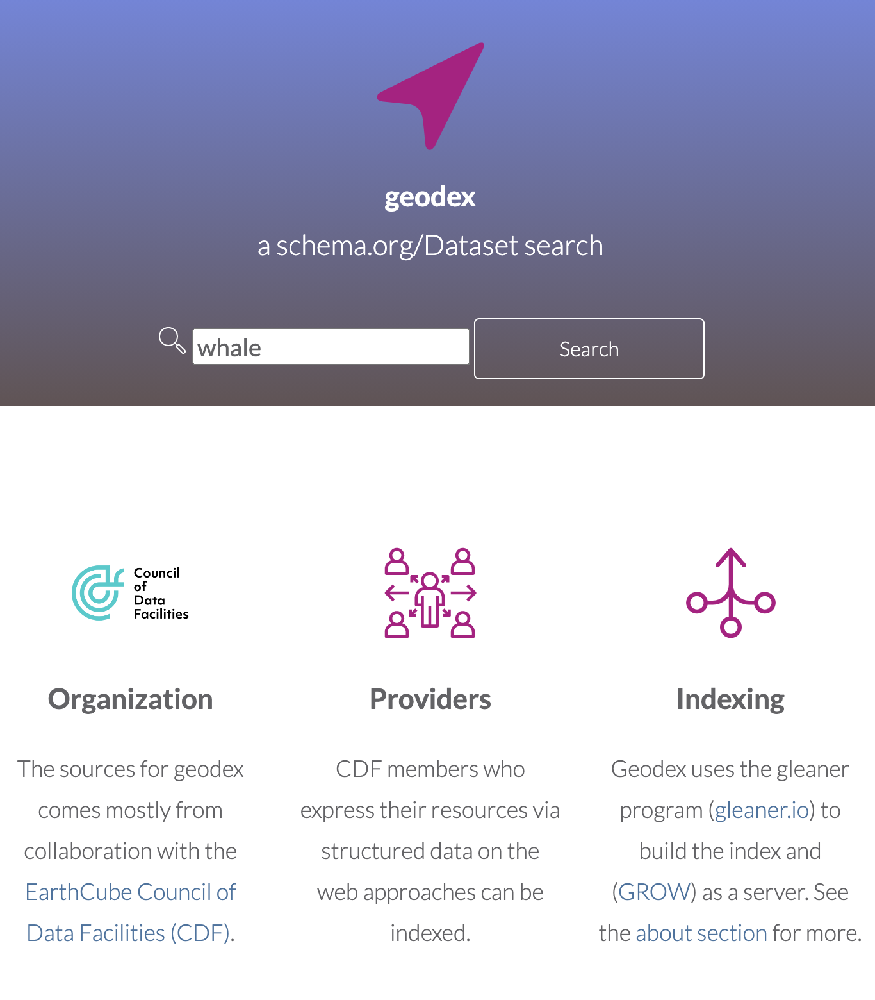 geodex
a schema.org/Dataset search
whale
Search
Council
of
Data
Facilities
Organization
The sources for geodex
comes mostly from
collaboration with the
EarthCube Council of
Data Facilities (CDF).
Providers
CDF members who
express their resources via
structured data on the
web approaches can be
indexed.
Indexing
Geodex uses the gleaner
program (gleaner.io) to
build the index and
(GROW) as a server. See
the about section for more.